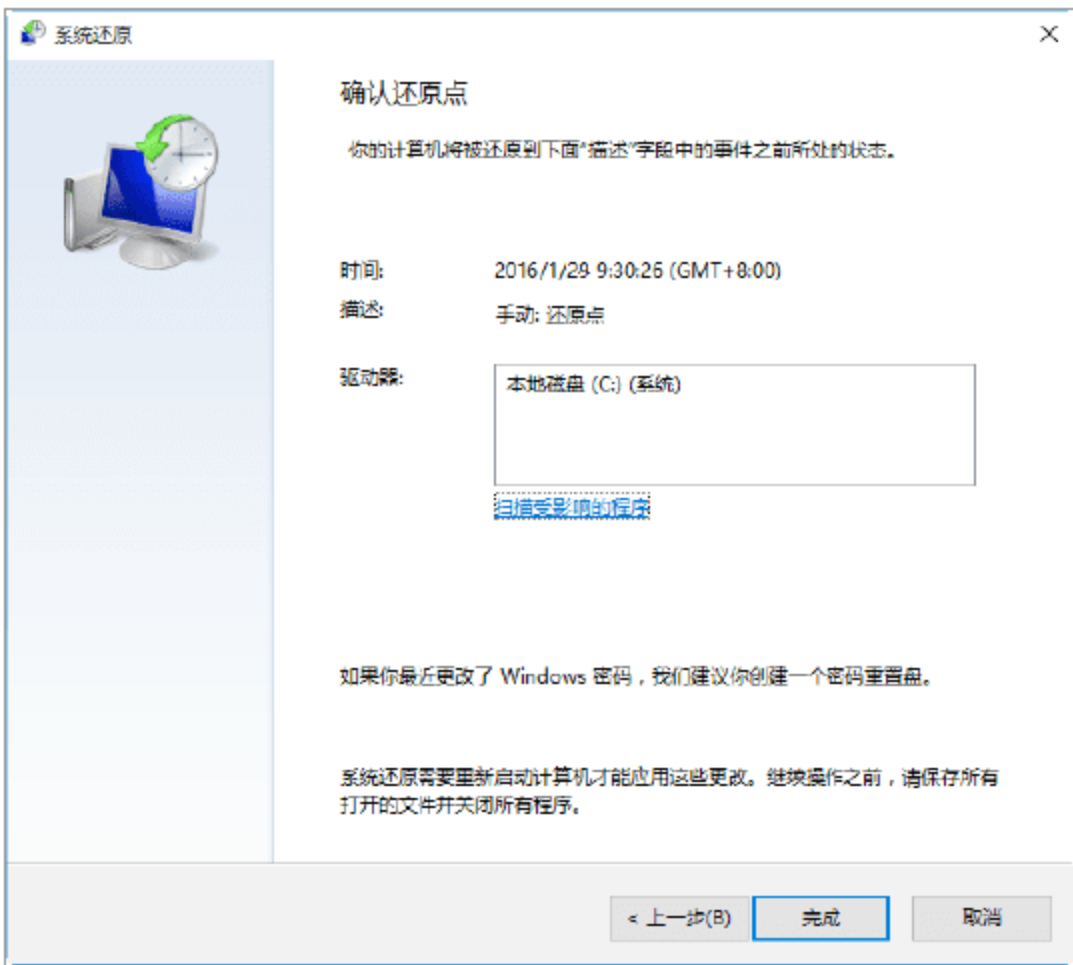 系统还原
确认还原点
你的计算机将被还原到下面“描述”字段中的事件之前所处的状态。
时间: 2016/1/29 9:30:26 (GMT+8:00)
描述: 手动: 还原点
驱动器: 本地磁盘 (C:) (系统)
扫描受影响的程序
如果你最近更改了 Windows 密码，我们建议你创建一个密码重置盘。
系统还原需要重新启动计算机才能应用这些更改。继续操作之前，请保存所有
打开的文件并关闭所有程序。
< 上一步(B) 完成 取消